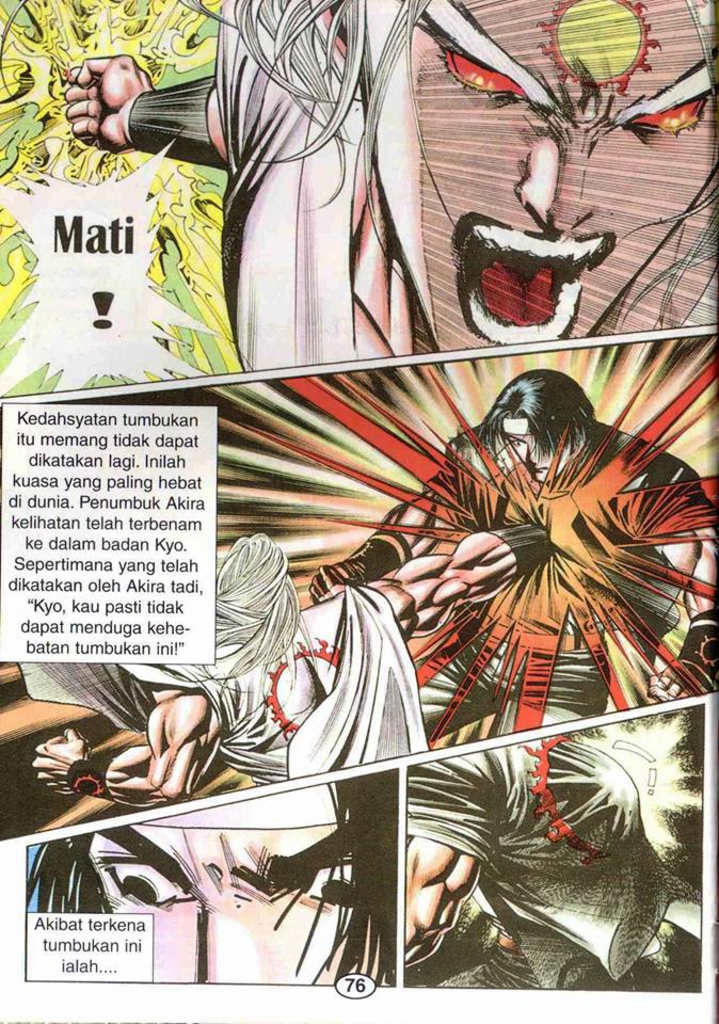 Mati
!
Kedahsyatan tumbukan
itu memang tidak dapat
dikatakan lagi. Inilah
kuasa yang paling hebat
di dunia. Penumbuk Akira
kelihatan telah terbenam
ke dalam badan Kyo.
Sepertimana yang telah
dikatakan oleh Akira tadi,
“Kyo, kau pasti tidak
dapat menduga kehe-
batan tumbukan ini!”
Akibat terkena
tumbukan ini
ialah....
76